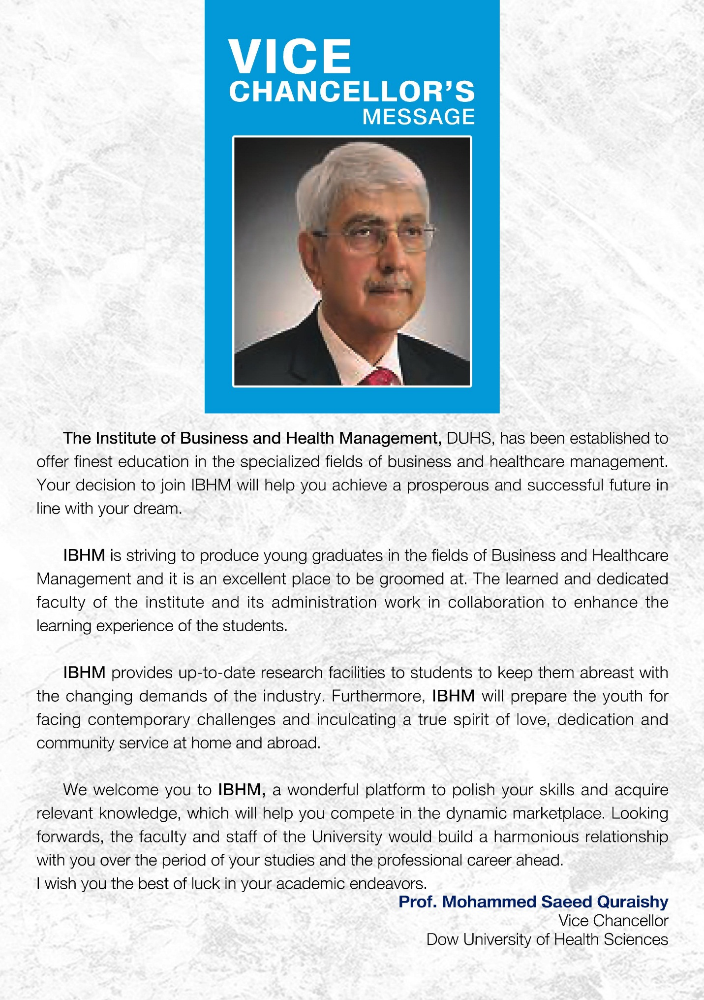 VICE
CHANCELLOR'S
MESSAGE
The Institute of Business and Health Management, DUHS, has been established to
offer finest education in the specialized fields of business and healthcare management.
Your decision to join IBHM will help you achieve a prosperous and successful future in
line with your dream.
IBHM is striving to produce young graduates in the fields of Business and Healthcare
Management and it is an excellent place to be groomed at. The learned and dedicated
faculty of the institute and its administration work in collaboration to enhance the
learning experience of the students.
IBHM provides up-to-date research facilities to students to keep them abreast with
the changing demands of the industry. Furthermore, IBHM will prepare the youth for
facing contemporary challenges and inculcating a true spirit of love, dedication and
community service at home and abroad.
We welcome you to IBHM, a wonderful platform to polish your skills and acquire
relevant knowledge, which will help you compete in the dynamic marketplace. Looking
forwards, the faculty and staff of the University would build a harmonious relationship
with you over the period of your studies and the professional career ahead.
I wish you the best of luck in your academic endeavors.
Prof. Mohammed Saeed Quraishy
Vice Chancellor
Dow University of Health Sciences